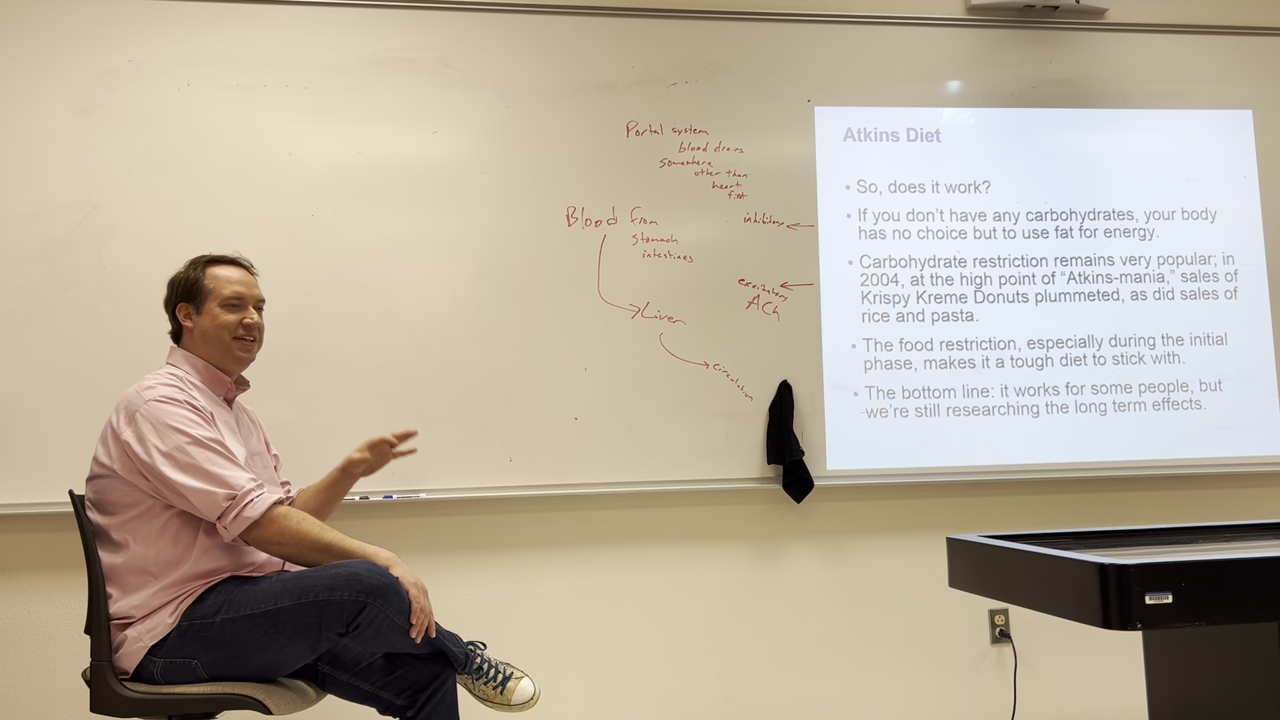 Portal system
blood drains
somewhere
other than
heart
first
Blood from
stomach
intestines
Liver
circulation
inhibitory
excitatory
ACh
Atkins Diet
• So, does it work?
• If you don't have any carbohydrates, your body
has no choice but to use fat for energy.
• Carbohydrate restriction remains very popular; in
2004, at the high point of “Atkins-mania,” sales of
Krispy Kreme Donuts plummeted, as did sales of
rice and pasta.
• The food restriction, especially during the initial
phase, makes it a tough diet to stick with.
• The bottom line: it works for some people, but
we're still researching the long term effects.